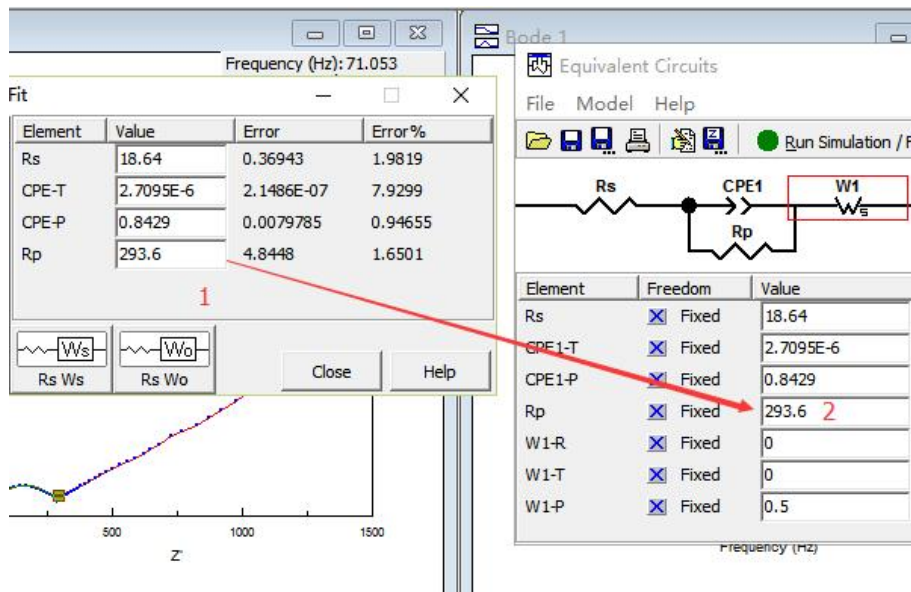 Bode 1
Frequency (Hz): 71.053
Fit
Element Value Error Error%
Rs 18.64 0.36943 1.9819
CPE-T 2.7095E-6 2.1486E-07 7.9299
CPE-P 0.8429 0.0079785 0.94655
Rp 293.6 4.8448 1.6501
1
Ws Wo
Rs Ws Rs Wo Close Help
500 1000 1500
Z'
Equivalent Circuits
File Model Help
Run Simulation / F
Rs CPE1 W1
Ws
Rp
Element Freedom Value
Rs Fixed 18.64
CPE1-T Fixed 2.7095E-6
CPE1-P Fixed 0.8429
Rp Fixed 293.6 2
W1-R Fixed 0
W1-T Fixed 0
W1-P Fixed 0.5
Frequency (Hz)